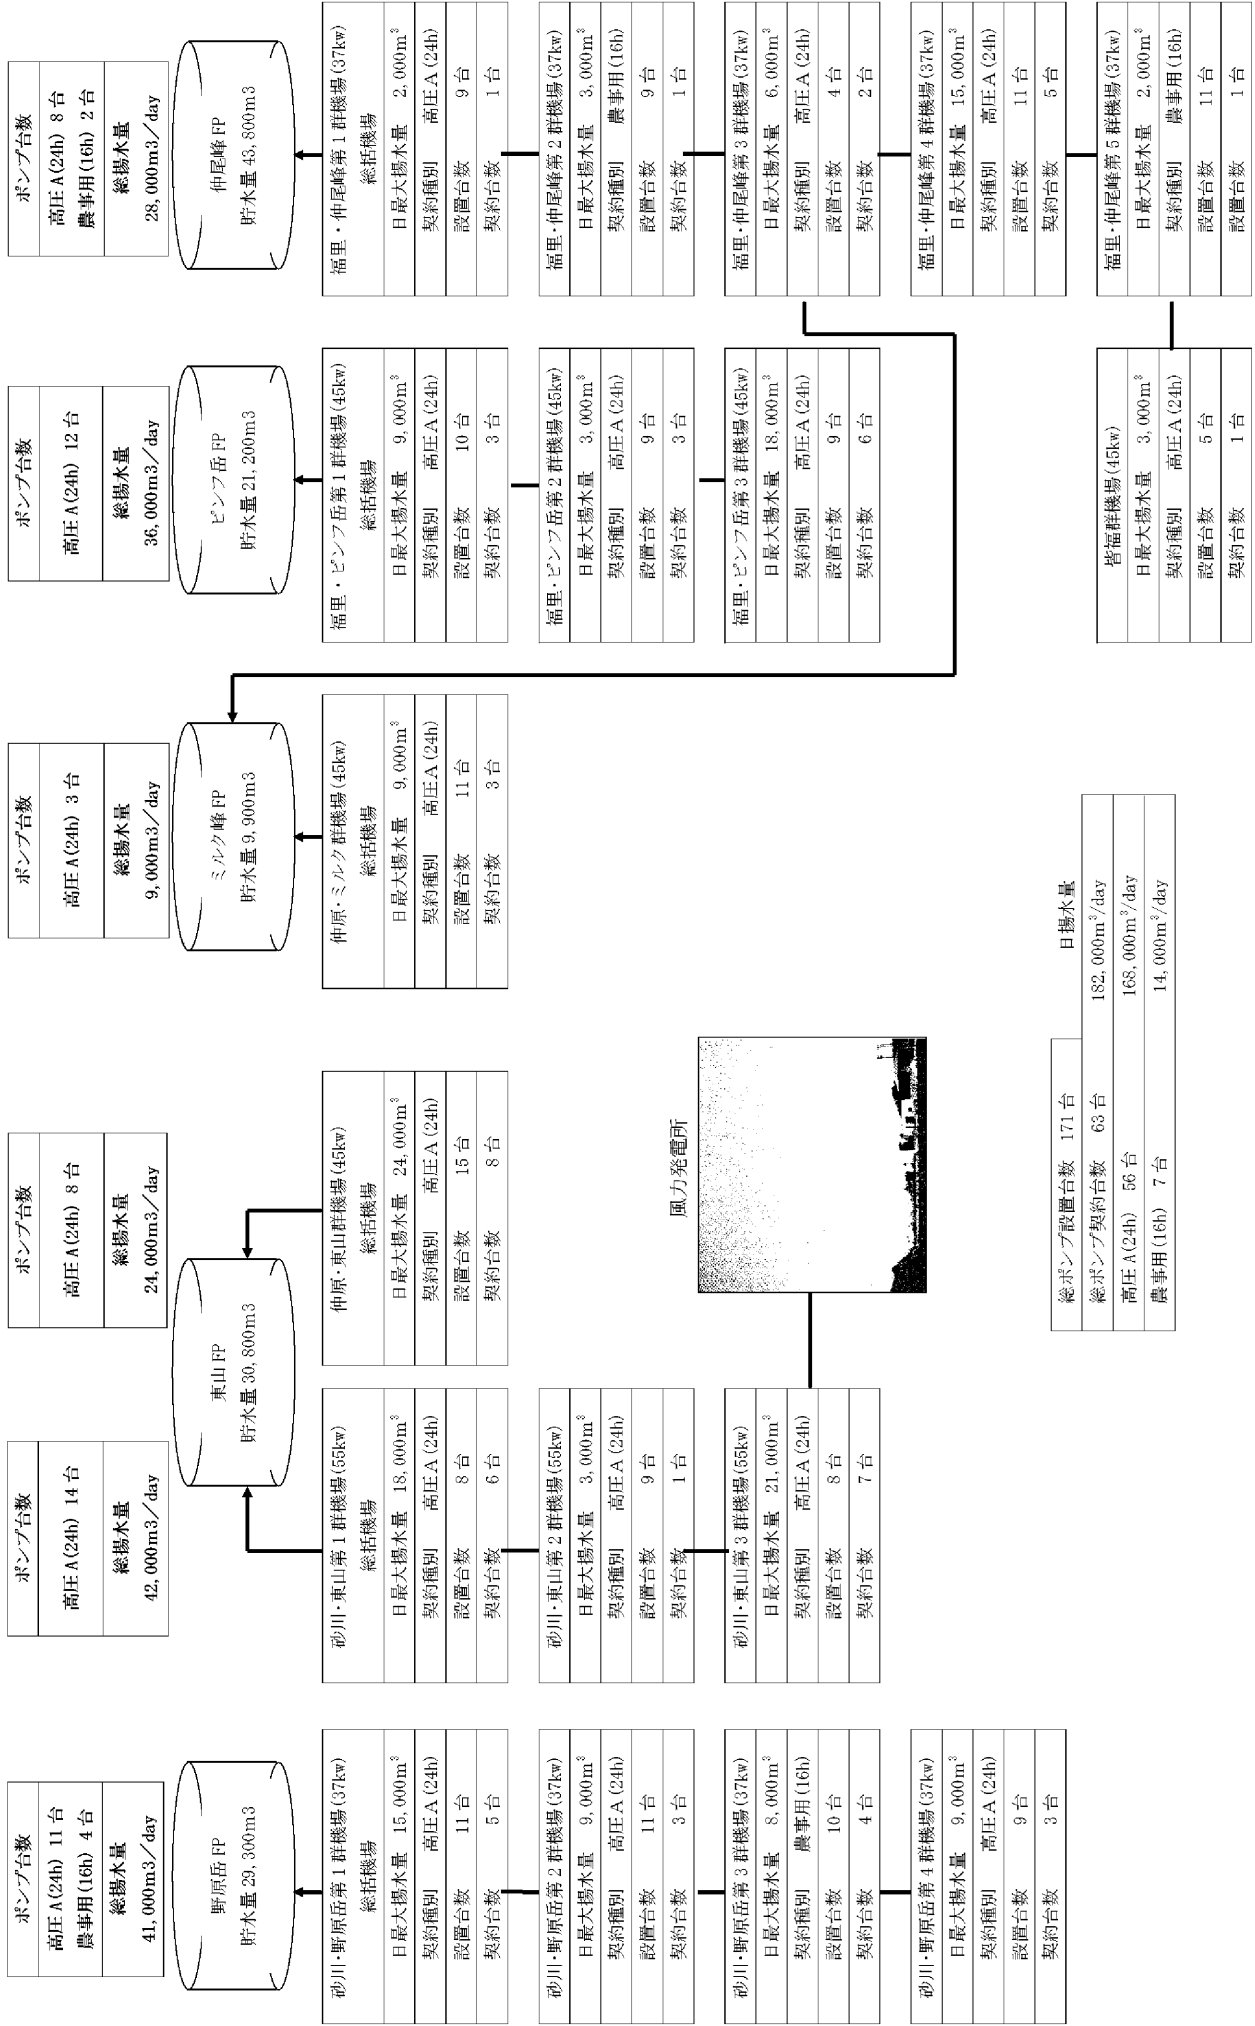 ポンプ台数
高圧A(24h) 11台
農事用(16h) 4台
総揚水量
41,000m3/day
野原岳FP
貯水量29,300m3
砂川・野原岳第1群機場(37kw)
総括機場
日最大揚水量 15,000m³
契約種別 高圧A(24h)
設置台数 11台
契約台数 5台
砂川・野原岳第2群機場(37kw)
日最大揚水量 9,000m³
契約種別 高圧A(24h)
設置台数 11台
契約台数 3台
砂川・野原岳第3群機場(37kw)
日最大揚水量 8,000m³
契約種別 農事用(16h)
設置台数 10台
契約台数 4台
砂川・野原岳第4群機場(37kw)
日最大揚水量 9,000m³
契約種別 高圧A(24h)
設置台数 9台
契約台数 3台
ポンプ台数
高圧A(24h) 14台
総揚水量
42,000m3/day
ポンプ台数
高圧A(24h) 8台
総揚水量
24,000m3/day
東山FP
貯水量30,800m3
砂川・東山第1群機場(55kw)
総括機場
日最大揚水量 18,000m³
契約種別 高圧A(24h)
設置台数 8台
契約台数 6台
砂川・東山第2群機場(55kw)
日最大揚水量 3,000m³
契約種別 高圧A(24h)
設置台数 9台
契約台数 1台
砂川・東山第3群機場(55kw)
日最大揚水量 21,000m³
契約種別 高圧A(24h)
設置台数 8台
契約台数 7台
仲原・東山群機場(45kw)
総括機場
日最大揚水量 24,000m³
契約種別 高圧A(24h)
設置台数 15台
契約台数 8台
風力発電所
ポンプ台数
高圧A(24h) 3台
総揚水量
9,000m3/day
ミルク峰FP
貯水量9,900m3
仲原・ミルク群機場(45kw)
総括機場
日最大揚水量 9,000m³
契約種別 高圧A(24h)
設置台数 11台
契約台数 3台
ポンプ台数
高圧A(24h) 12台
総揚水量
36,000m3/day
ピンフ岳FP
貯水量21,200m3
福里・ピンフ岳第1群機場(45kw)
総括機場
日最大揚水量 9,000m³
契約種別 高圧A(24h)
設置台数 10台
契約台数 3台
福里・ピンフ岳第2群機場(45kw)
日最大揚水量 3,000m³
契約種別 高圧A(24h)
設置台数 9台
契約台数 3台
福里・ピンフ岳第3群機場(45kw)
日最大揚水量 18,000m³
契約種別 高圧A(24h)
設置台数 9台
契約台数 6台
ポンプ台数
高圧A(24h) 8台
農事用(16h) 2台
総揚水量
28,000m3/day
仲尾峰FP
貯水量43,800m3
福里・仲尾峰第1群機場(37kw)
総括機場
日最大揚水量 2,000m³
契約種別 高圧A(24h)
設置台数 9台
契約台数 1台
福里・仲尾峰第2群機場(37kw)
日最大揚水量 3,000m³
契約種別 農事用(16h)
設置台数 9台
契約台数 1台
福里・仲尾峰第3群機場(37kw)
日最大揚水量 6,000m³
契約種別 高圧A(24h)
設置台数 4台
契約台数 2台
福里・仲尾峰第4群機場(37kw)
日最大揚水量 15,000m³
契約種別 高圧A(24h)
設置台数 11台
契約台数 5台
福里・仲尾峰第5群機場(37kw)
日最大揚水量 2,000m³
契約種別 農事用(16h)
設置台数 11台
契約台数 1台
皆福群機場(45kw)
日最大揚水量 3,000m³
契約種別 高圧A(24h)
設置台数 5台
契約台数 1台
日揚水量
総ポンプ設置台数 171台
総ポンプ契約台数 63台 182,000m³/day
高圧A(24h) 56台 168,000m³/day
農事用(16h) 7台 14,000m³/day